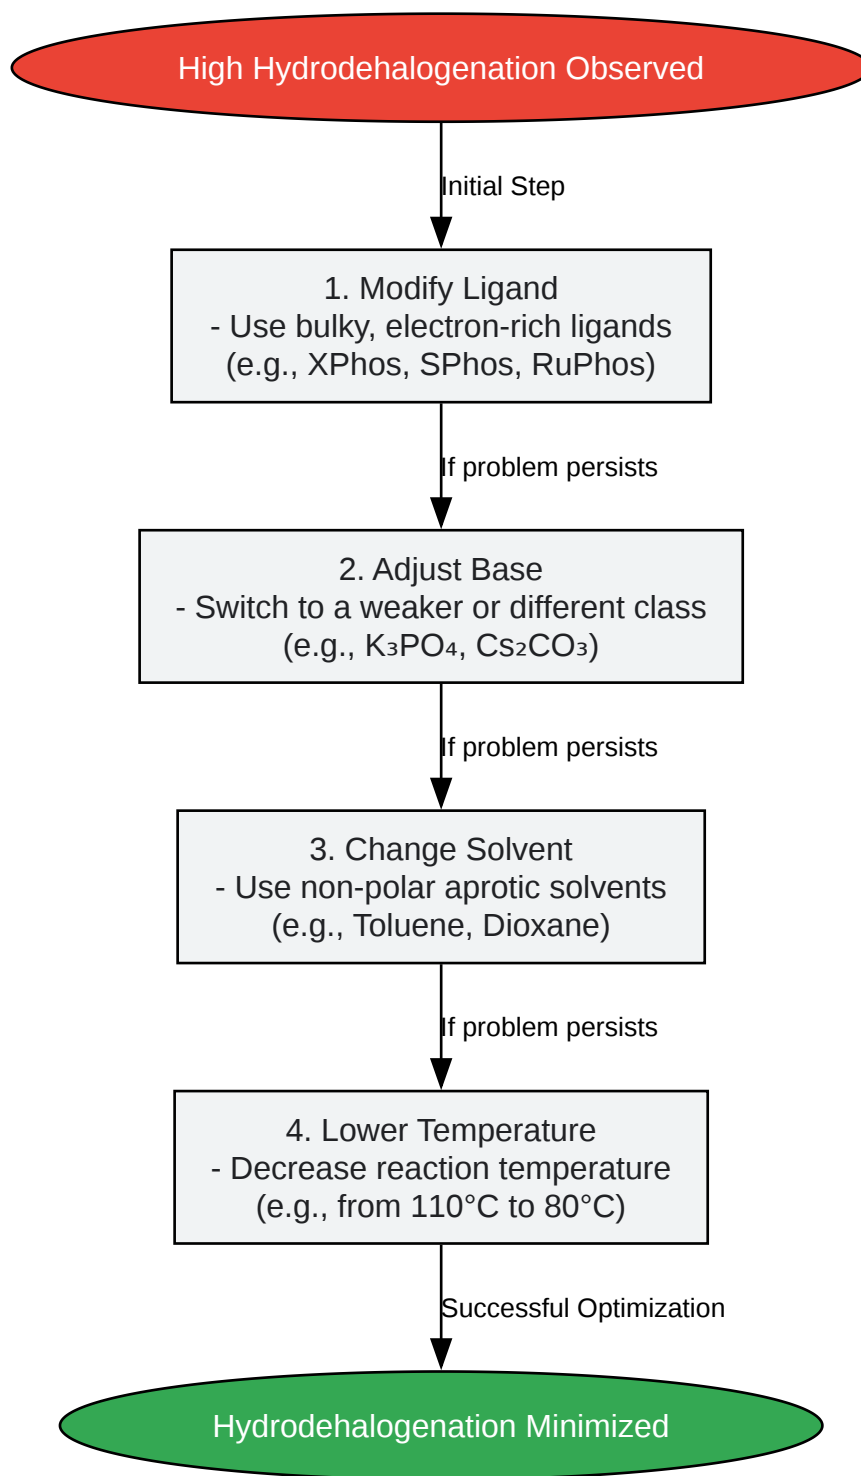 High Hydrodehalogenation Observed
Initial Step
1. Modify Ligand
- Use bulky, electron-rich ligands
(e.g., XPhos, SPhos, RuPhos)
If problem persists
2. Adjust Base
- Switch to a weaker or different class
(e.g., K₃PO₄, Cs₂CO₃)
If problem persists
3. Change Solvent
- Use non-polar aprotic solvents
(e.g., Toluene, Dioxane)
If problem persists
4. Lower Temperature
- Decrease reaction temperature
(e.g., from 110°C to 80°C)
Successful Optimization
Hydrodehalogenation Minimized